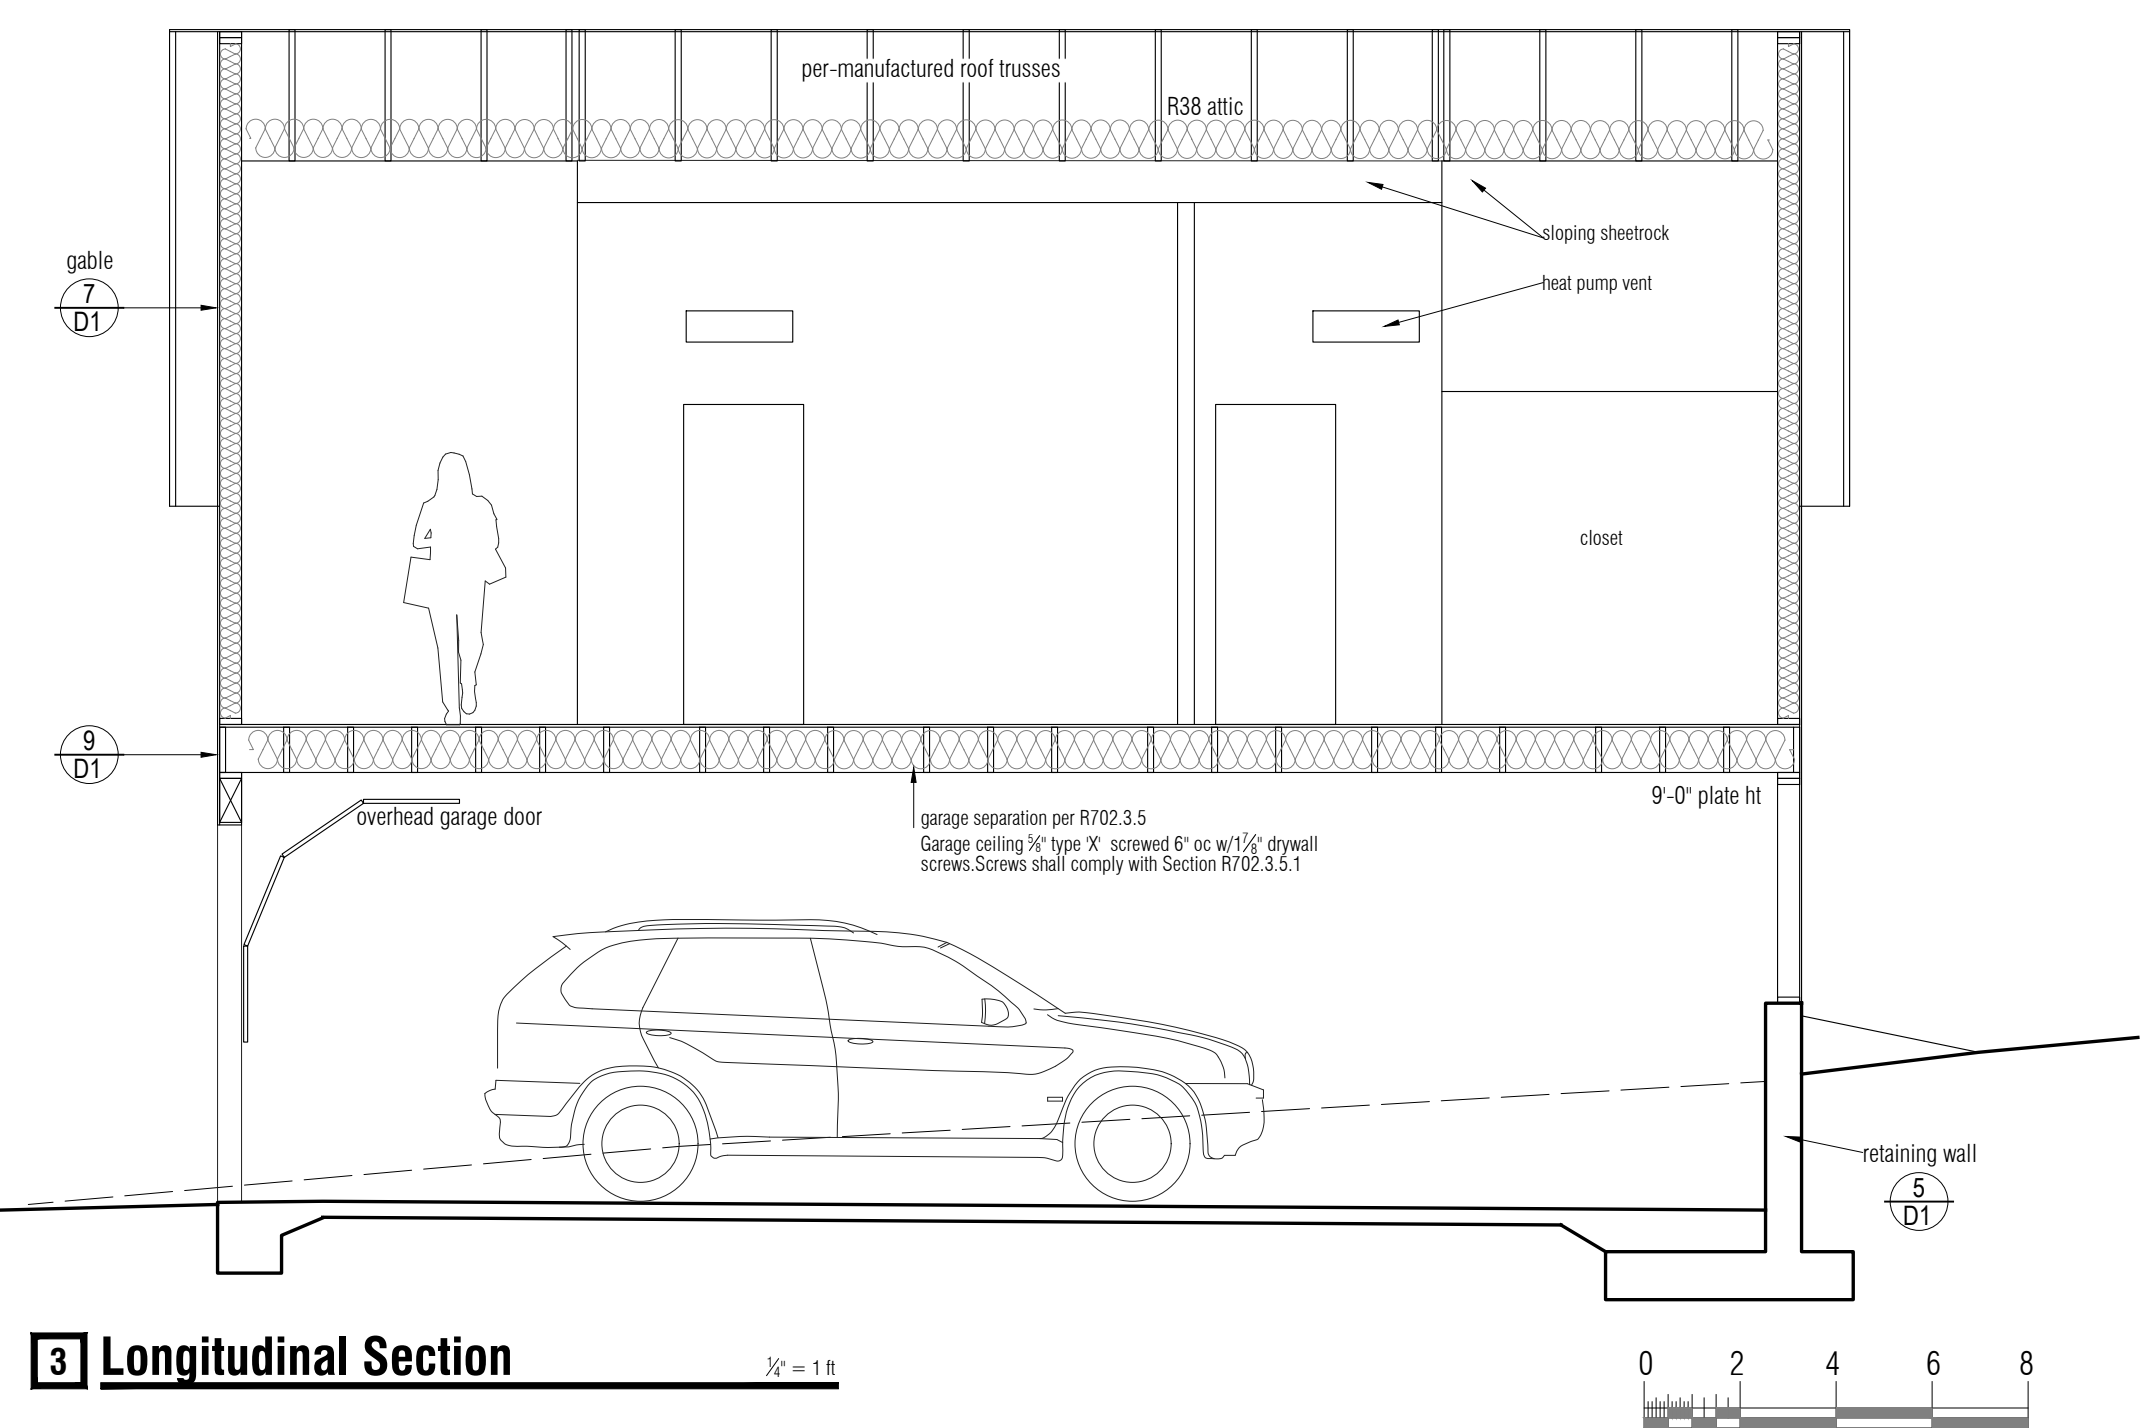 per-manufactured roof trusses
R38 attic
sloping sheetrock
gable
7
D1
heat pump vent
closet
9
D1
9'-0" plate ht
overhead garage door
garage separation per R702.3.5
Garage ceiling ⅝" type 'X' screwed 6" oc w/1⅞" drywall
screws.Screws shall comply with Section R702.3.5.1
retaining wall
5
D1
3 Longitudinal Section
¼" = 1 ft
0 2 4 6 8